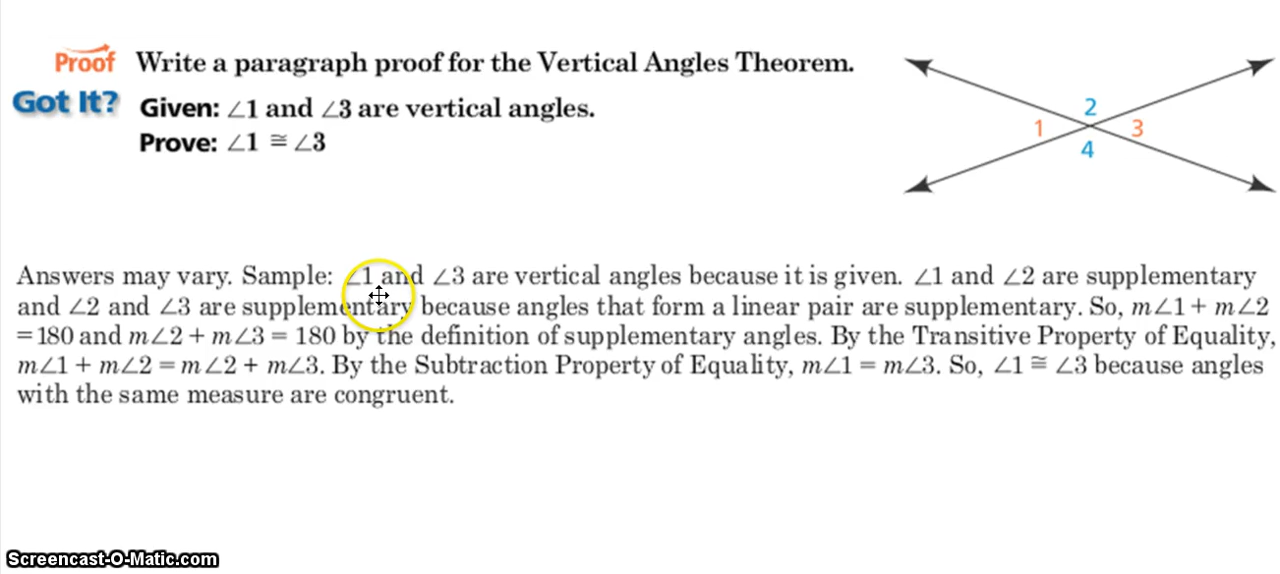 Proof Write a paragraph proof for the Vertical Angles Theorem.
Got It? Given: ∠1 and ∠3 are vertical angles.
Prove: ∠1 ≅ ∠3
2
1 3
4
Answers may vary. Sample: ∠1 and ∠3 are vertical angles because it is given. ∠1 and ∠2 are supplementary
and ∠2 and ∠3 are supplementary because angles that form a linear pair are supplementary. So, m∠1 + m∠2
= 180 and m∠2 + m∠3 = 180 by the definition of supplementary angles. By the Transitive Property of Equality,
m∠1 + m∠2 = m∠2 + m∠3. By the Subtraction Property of Equality, m∠1 = m∠3. So, ∠1 ≅ ∠3 because angles
with the same measure are congruent.
Screencast-O-Matic.com